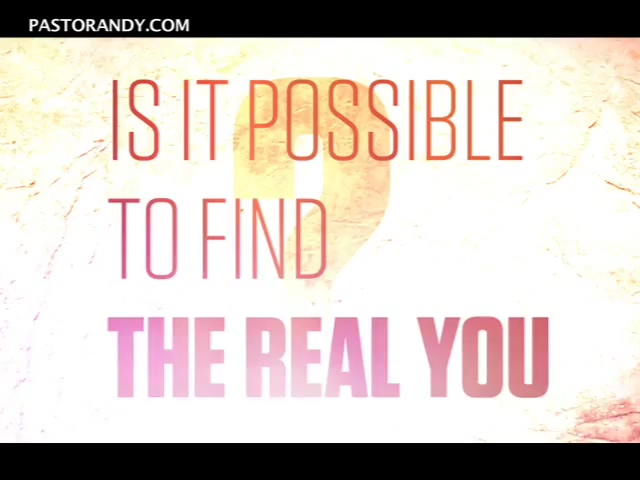 PASTORANDY.COM
IS IT POSSIBLE
TO FIND
THE REAL YOU
?